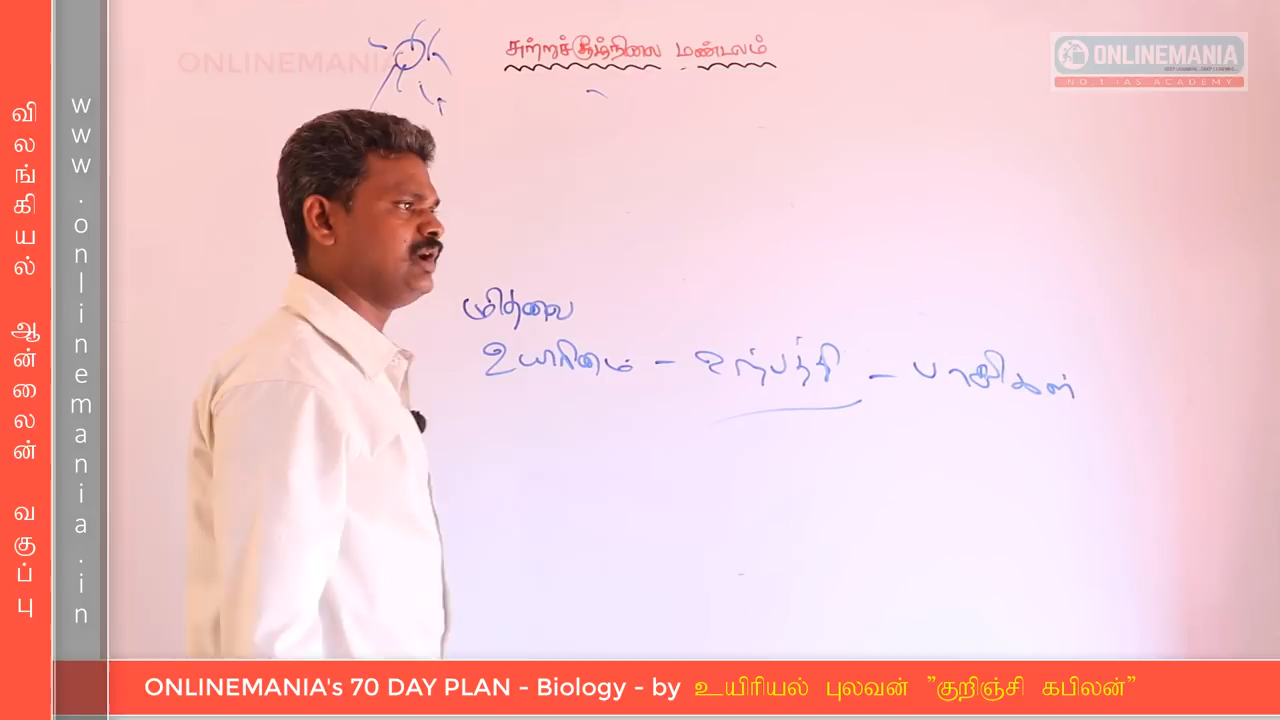 சுற்றுச்சூழ்நிலை மண்டலம்
ONLINEMANIA
ONLINEMANIA
NO.1 IAS ACADEMY
மிதவை
உயிரிமை - உற்பத்தி - பாசிகள்
விலங்கியல் ஆன்லைன் வகுப்பு
www.onlinemania.in
ONLINEMANIA's 70 DAY PLAN - Biology - by உயிரியல் புலவன் "குறிஞ்சி கபிலன்"